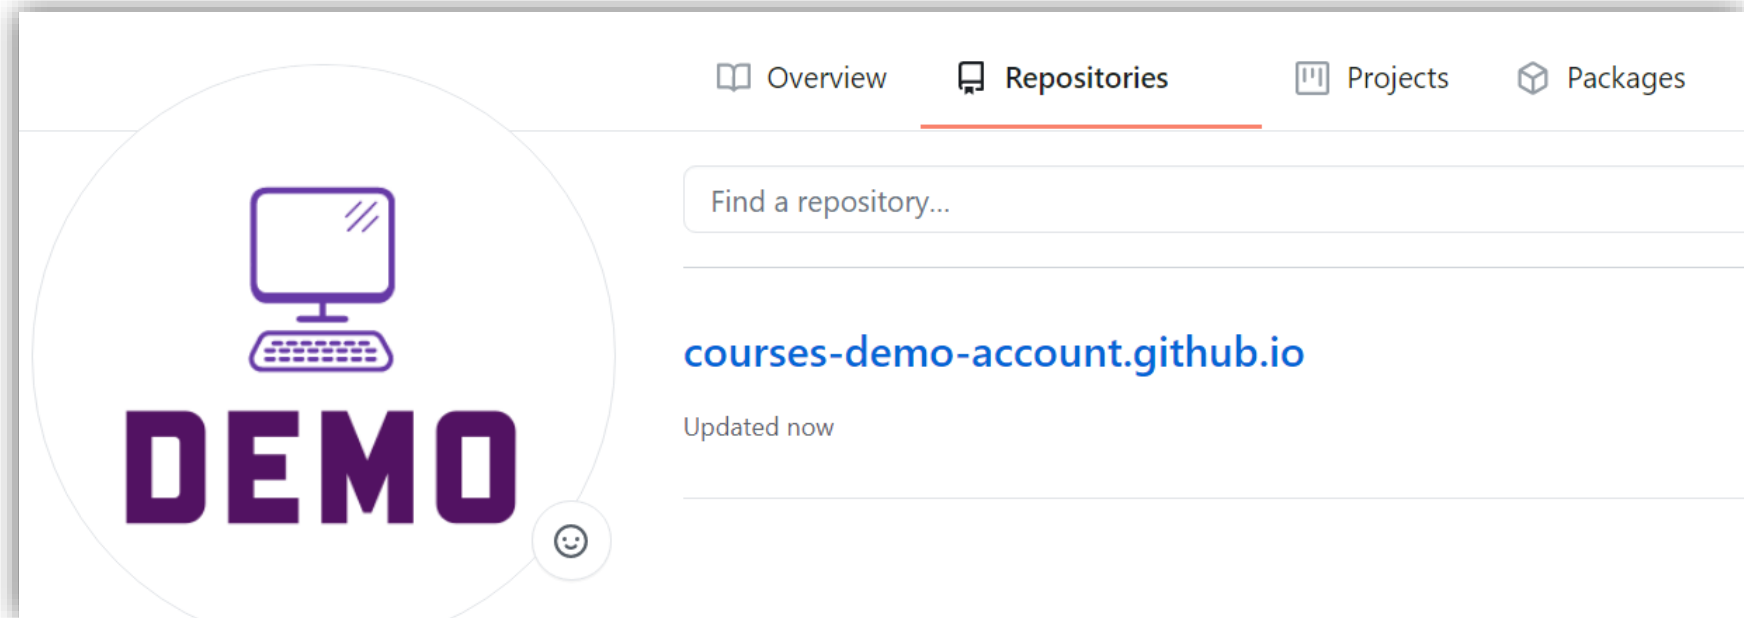 Overview Repositories Projects Packages
Find a repository...
courses-demo-account.github.io
Updated now
DEMO